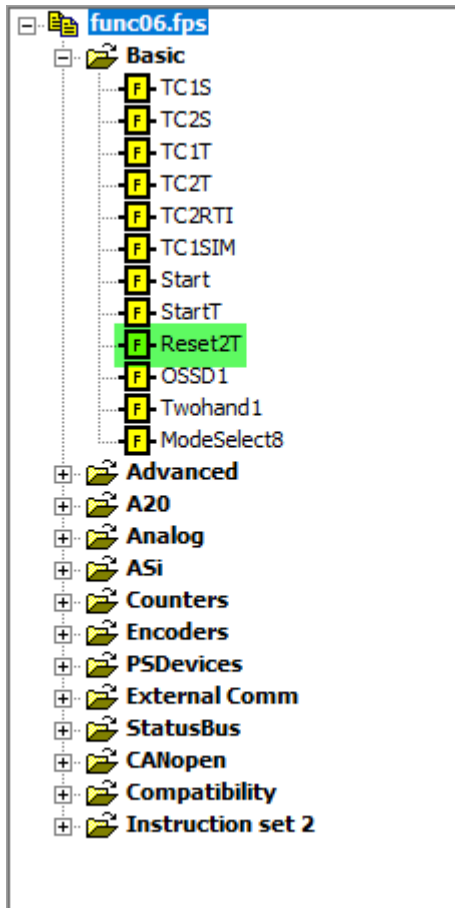 func06.fps
Basic
F TC1S
F TC2S
F TC1T
F TC2T
F TC2RTI
F TC1SIM
F Start
F StartT
F Reset2T
F OSSD1
F Twohand1
F ModeSelect8
Advanced
A20
Analog
ASi
Counters
Encoders
PSDevices
External Comm
StatusBus
CANopen
Compatibility
Instruction set 2